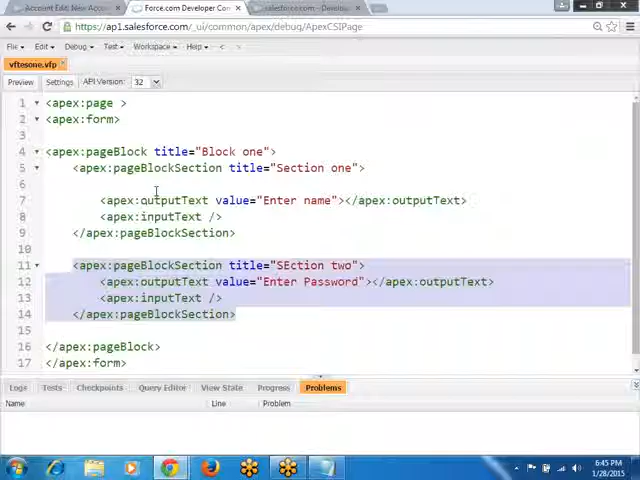 Account Edit: New Accou
Force.com Developer Con
salesforce.com - Develope
https://ap1.salesforce.com/_ui/common/apex/debug/ApexCSIPage
File Edit Debug Test Workspace Help < >
vftesone.vfp
Preview Settings API Version: 32
1 <apex:page >
2 <apex:form>
3
4 <apex:pageBlock title="Block one">
5 <apex:pageBlockSection title="Section one">
6
7 <apex:outputText value="Enter name"></apex:outputText>
8 <apex:inputText />
9 </apex:pageBlockSection>
10
11 <apex:pageBlockSection title="SEction two">
12 <apex:outputText value="Enter Password"></apex:outputText>
13 <apex:inputText />
14 </apex:pageBlockSection>
15
16 </apex:pageBlock>
17 </apex:form>
Logs Tests Checkpoints Query Editor View State Progress Problems
Name Line Problem
6:45 PM
1/28/2015